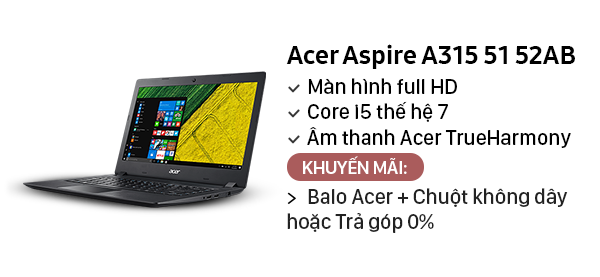 Acer Aspire A315 51 52AB
Màn hình full HD
Core i5 thế hệ 7
Âm thanh Acer TrueHarmony
KHUYẾN MÃI:
> Balo Acer + Chuột không dây
hoặc Trả góp 0%
acer